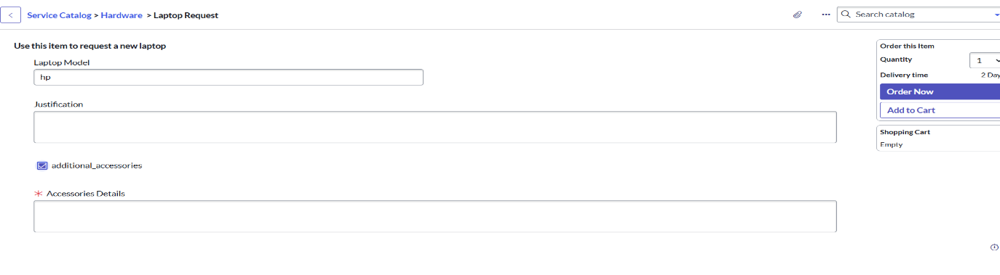 < Service Catalog > Hardware > Laptop Request
Search catalog
Use this item to request a new laptop
Laptop Model
hp
Justification
additional_accessories
* Accessories Details
Order this Item
Quantity 1
Delivery time 2 Day
Order Now
Add to Cart
Shopping Cart
Empty